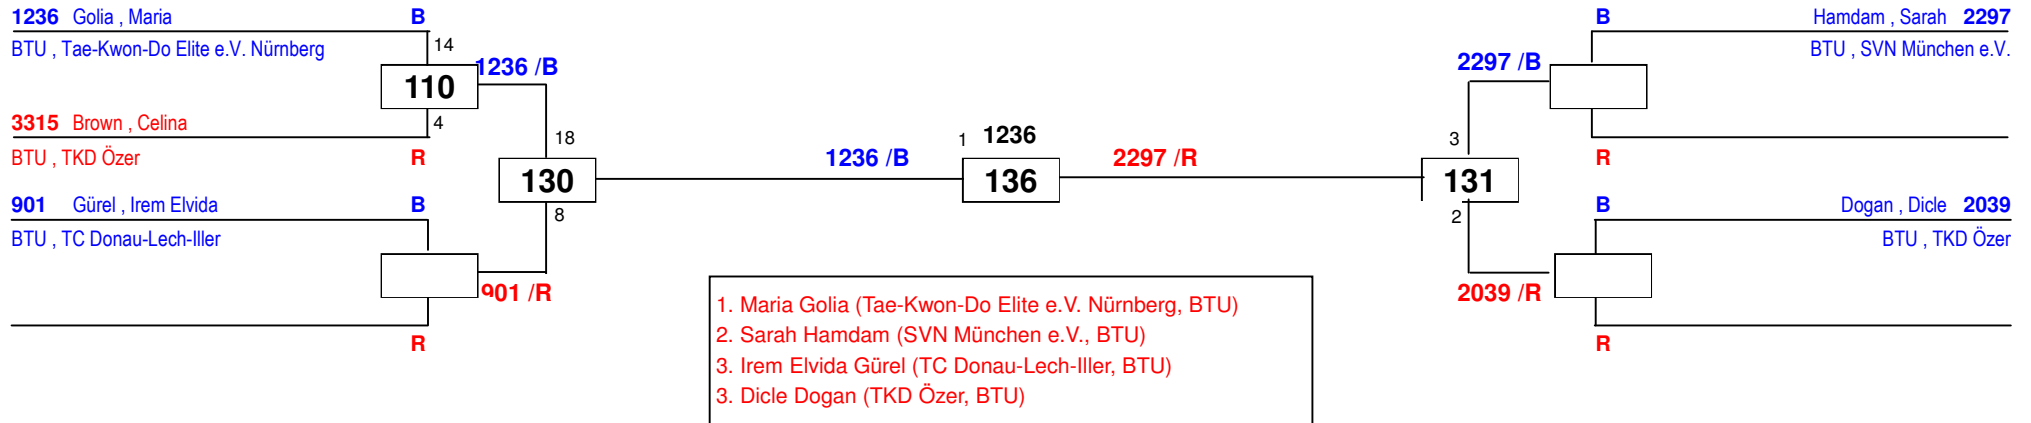 1236 Golia , Maria B
BTU , Tae-Kwon-Do Elite e.V. Nürnberg
14
110
1236 /B
3315 Brown , Celina
4
BTU , TKD Özer R
18
130
8
901 Gürel , Irem Elvida B
BTU , TC Donau-Lech-Iller
901 /R
R
1236 /B
1 1236
136
2297 /R
B Hamdam , Sarah 2297
BTU , SVN München e.V.
2297 /B
R
3
131
2
B Dogan , Dicle 2039
BTU , TKD Özer
2039 /R
R
1. Maria Golia (Tae-Kwon-Do Elite e.V. Nürnberg, BTU)
2. Sarah Hamdam (SVN München e.V., BTU)
3. Irem Elvida Gürel (TC Donau-Lech-Iller, BTU)
3. Dicle Dogan (TKD Özer, BTU)